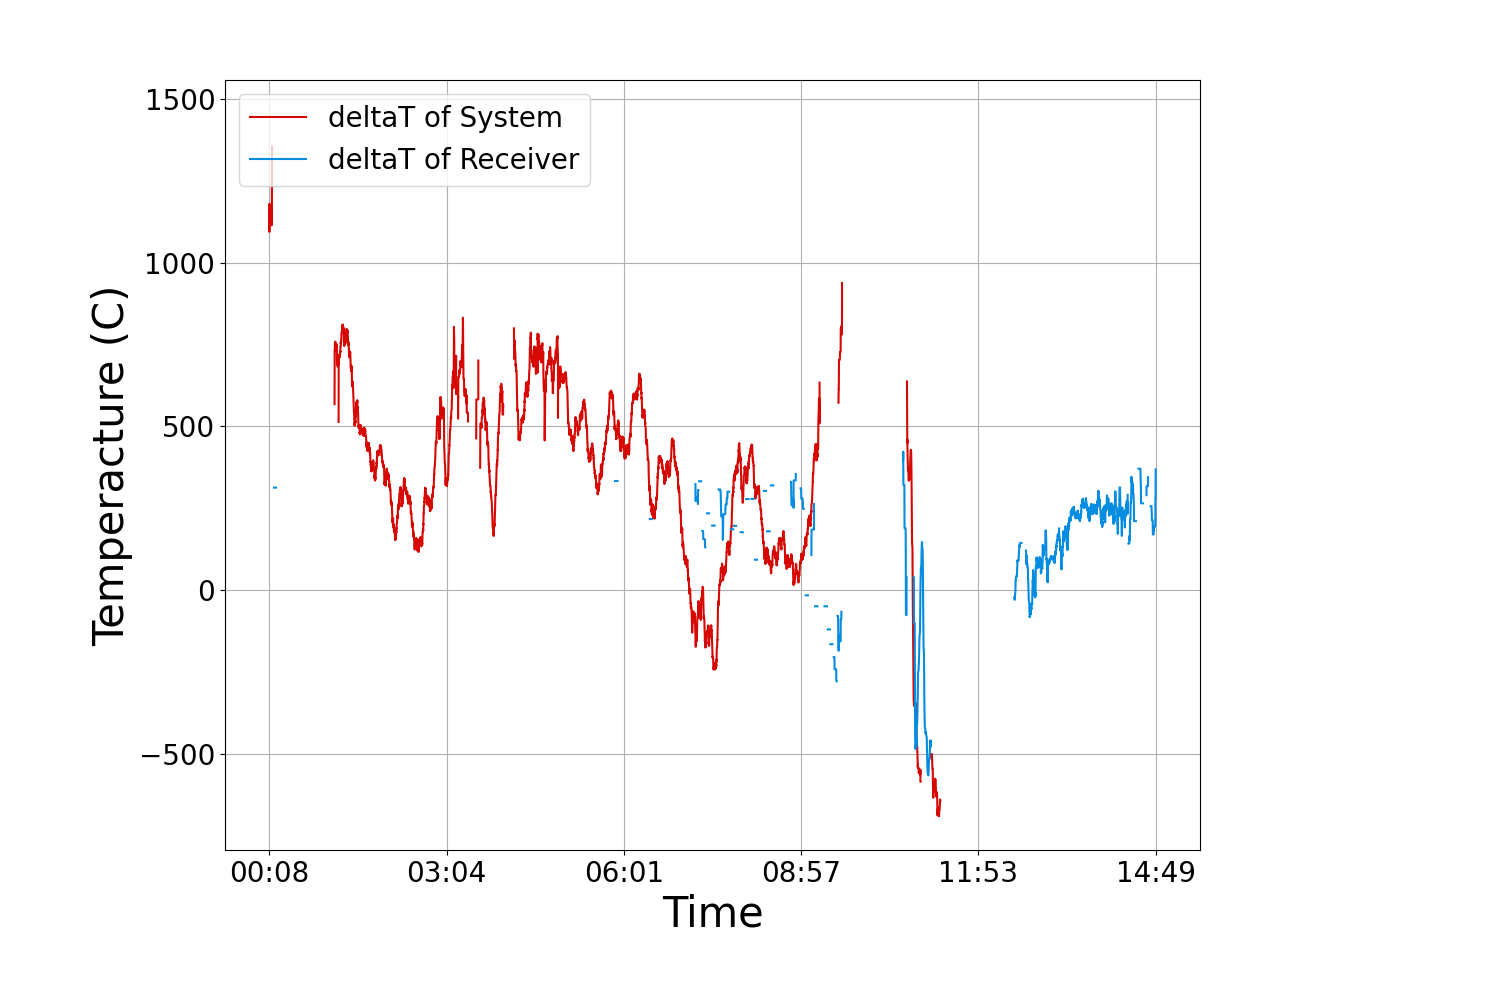 1500
1000
500
0
−500
deltaT of System
deltaT of Receiver
Temperacture (C)
00:08 03:04 06:01 08:57 11:53 14:49
Time